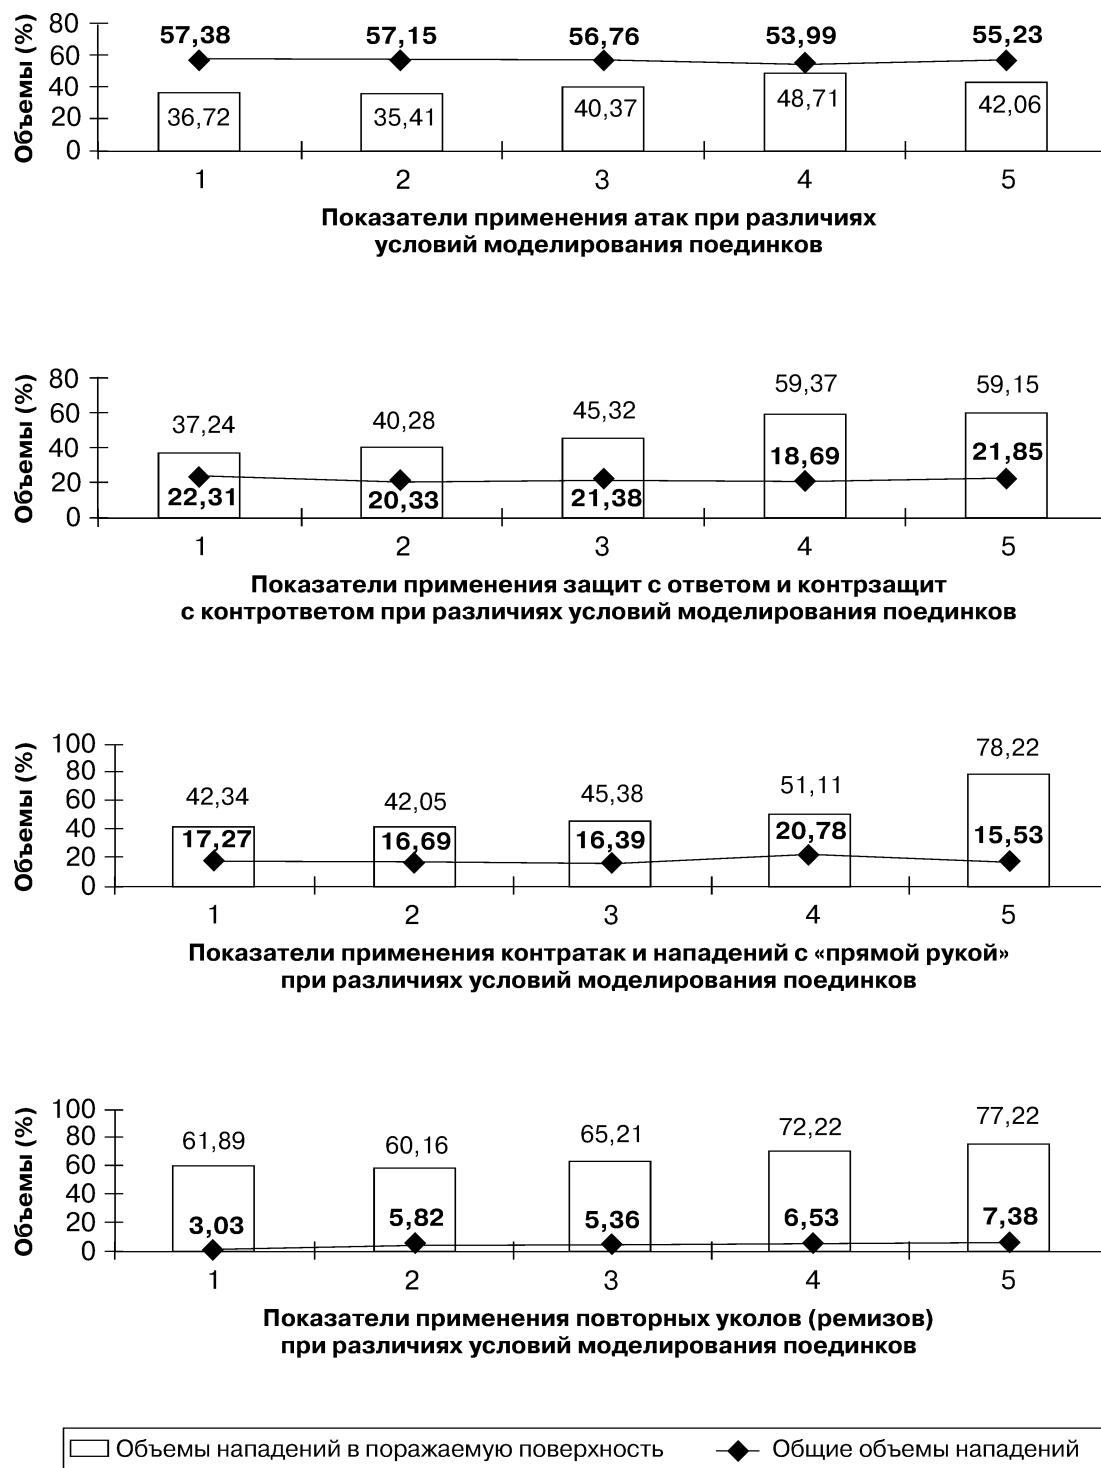 Объемы (%)
80
60
40
20
0
57,38 57,15 56,76 53,99 55,23
36,72 35,41 40,37 48,71 42,06
1 2 3 4 5
Показатели применения атак при различиях
условий моделирования поединков
Объемы (%)
80
60
40
20
0
37,24 40,28 45,32 59,37 59,15
22,31 20,33 21,38 18,69 21,85
1 2 3 4 5
Показатели применения защит с ответом и контрзащит
с контрответом при различиях условий моделирования поединков
Объемы (%)
100
80
60
40
20
0
42,34 42,05 45,38 51,11 78,22
17,27 16,69 16,39 20,78 15,53
1 2 3 4 5
Показатели применения контратак и нападений с «прямой рукой»
при различиях условий моделирования поединков
Объемы (%)
100
80
60
40
20
0
61,89 60,16 65,21 72,22 77,22
3,03 5,82 5,36 6,53 7,38
1 2 3 4 5
Показатели применения повторных уколов (ремизов)
при различиях условий моделирования поединков
Объемы нападений в поражаемую поверхность Общие объемы нападений